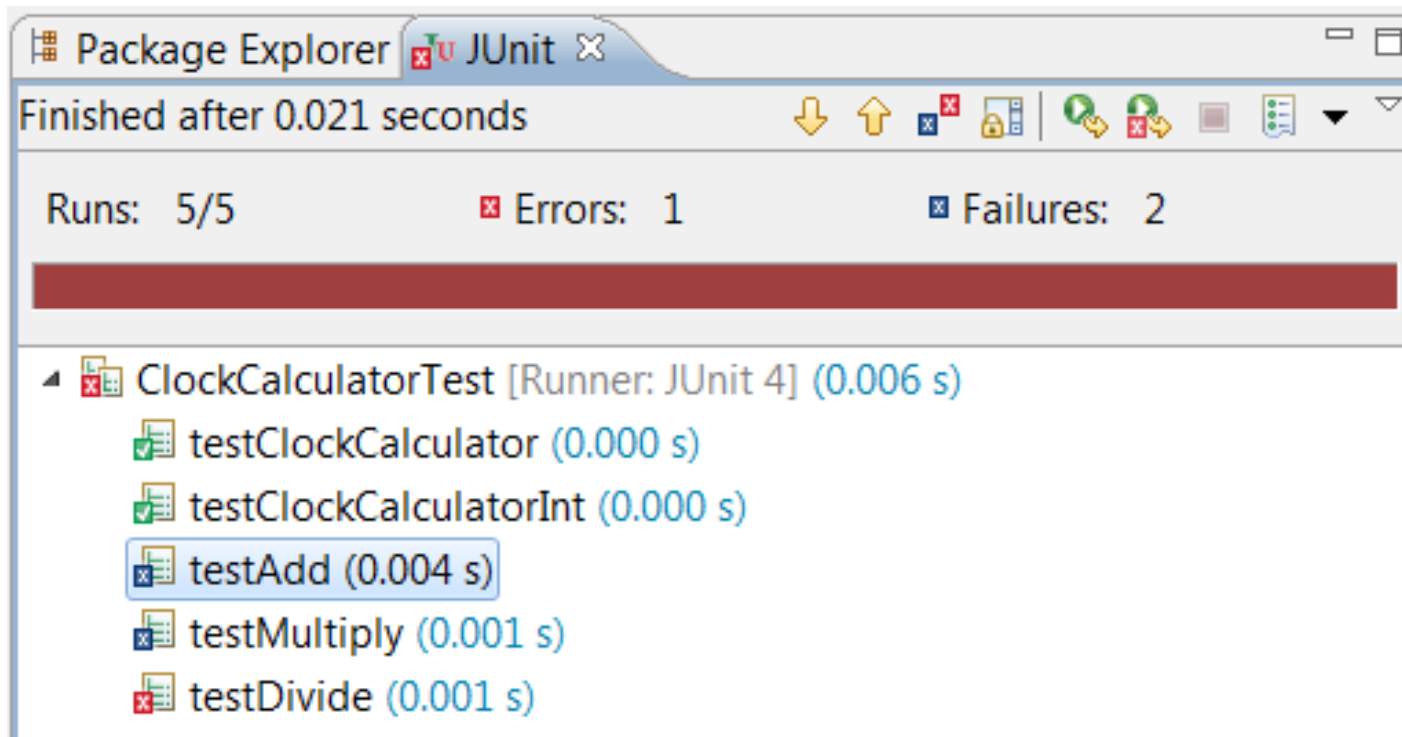 Package Explorer JUnit
Finished after 0.021 seconds
Runs: 5/5 Errors: 1 Failures: 2
ClockCalculatorTest [Runner: JUnit 4] (0.006 s)
testClockCalculator (0.000 s)
testClockCalculatorInt (0.000 s)
testAdd (0.004 s)
testMultiply (0.001 s)
testDivide (0.001 s)